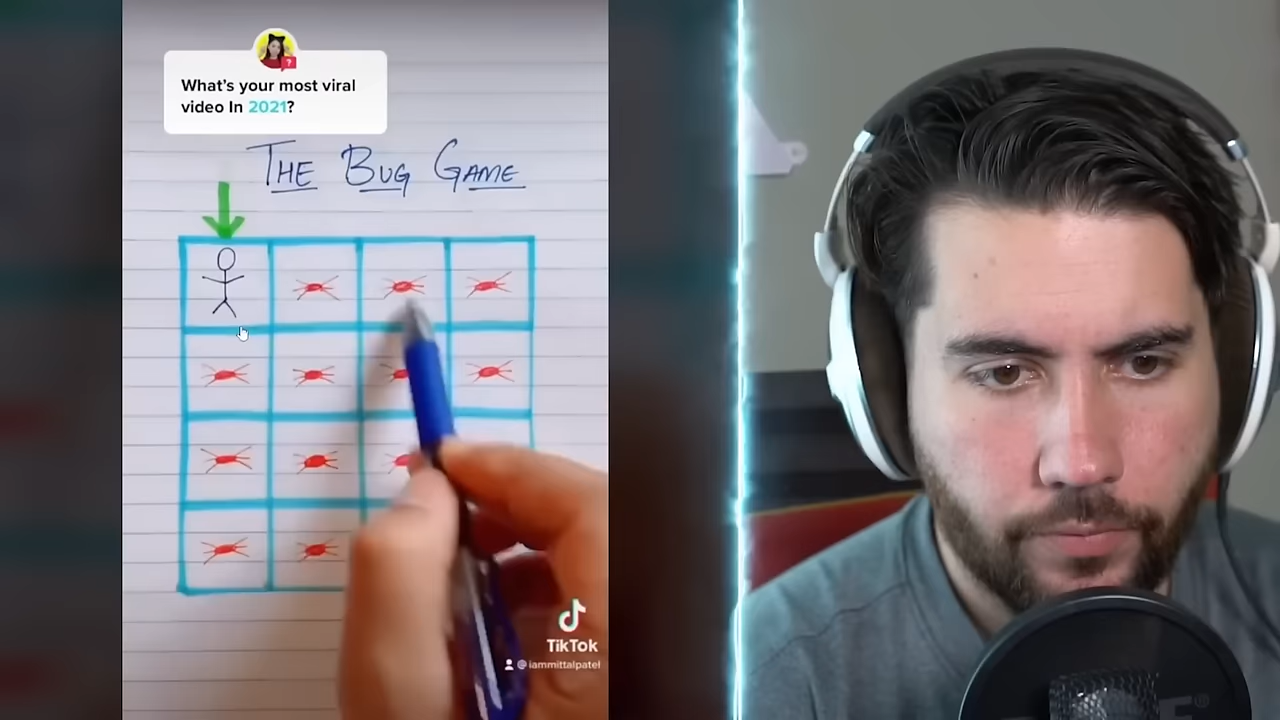 What's your most viral
video In 2021?
THE BUG GAME
TikTok
@iammittalpatel